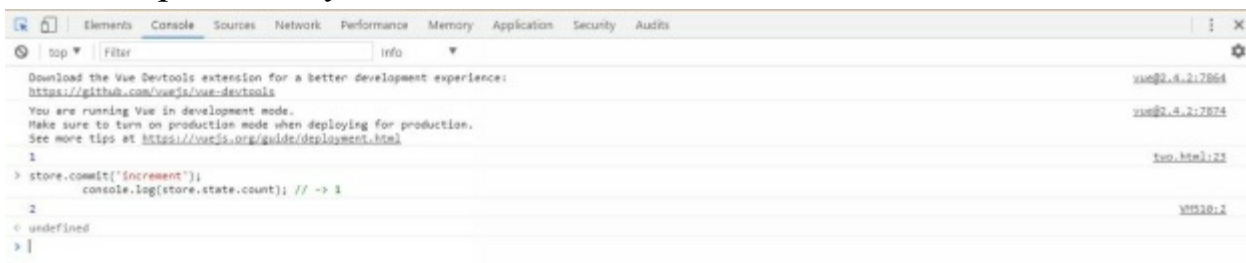 Elements Console Sources Network Performance Memory Application Security Audits
top Filter Info
Download the Vue Devtools extension for a better development experience: vue@2.4.2:7864
https://github.com/vuejs/vue-devtools
You are running Vue in development mode. vue@2.4.2:7874
Make sure to turn on production mode when deploying for production.
See more tips at https://vuejs.org/guide/deployment.html
1 two.html:23
> store.commit('increment');
console.log(store.state.count); // -> 1
2 VM510:2
< undefined
>